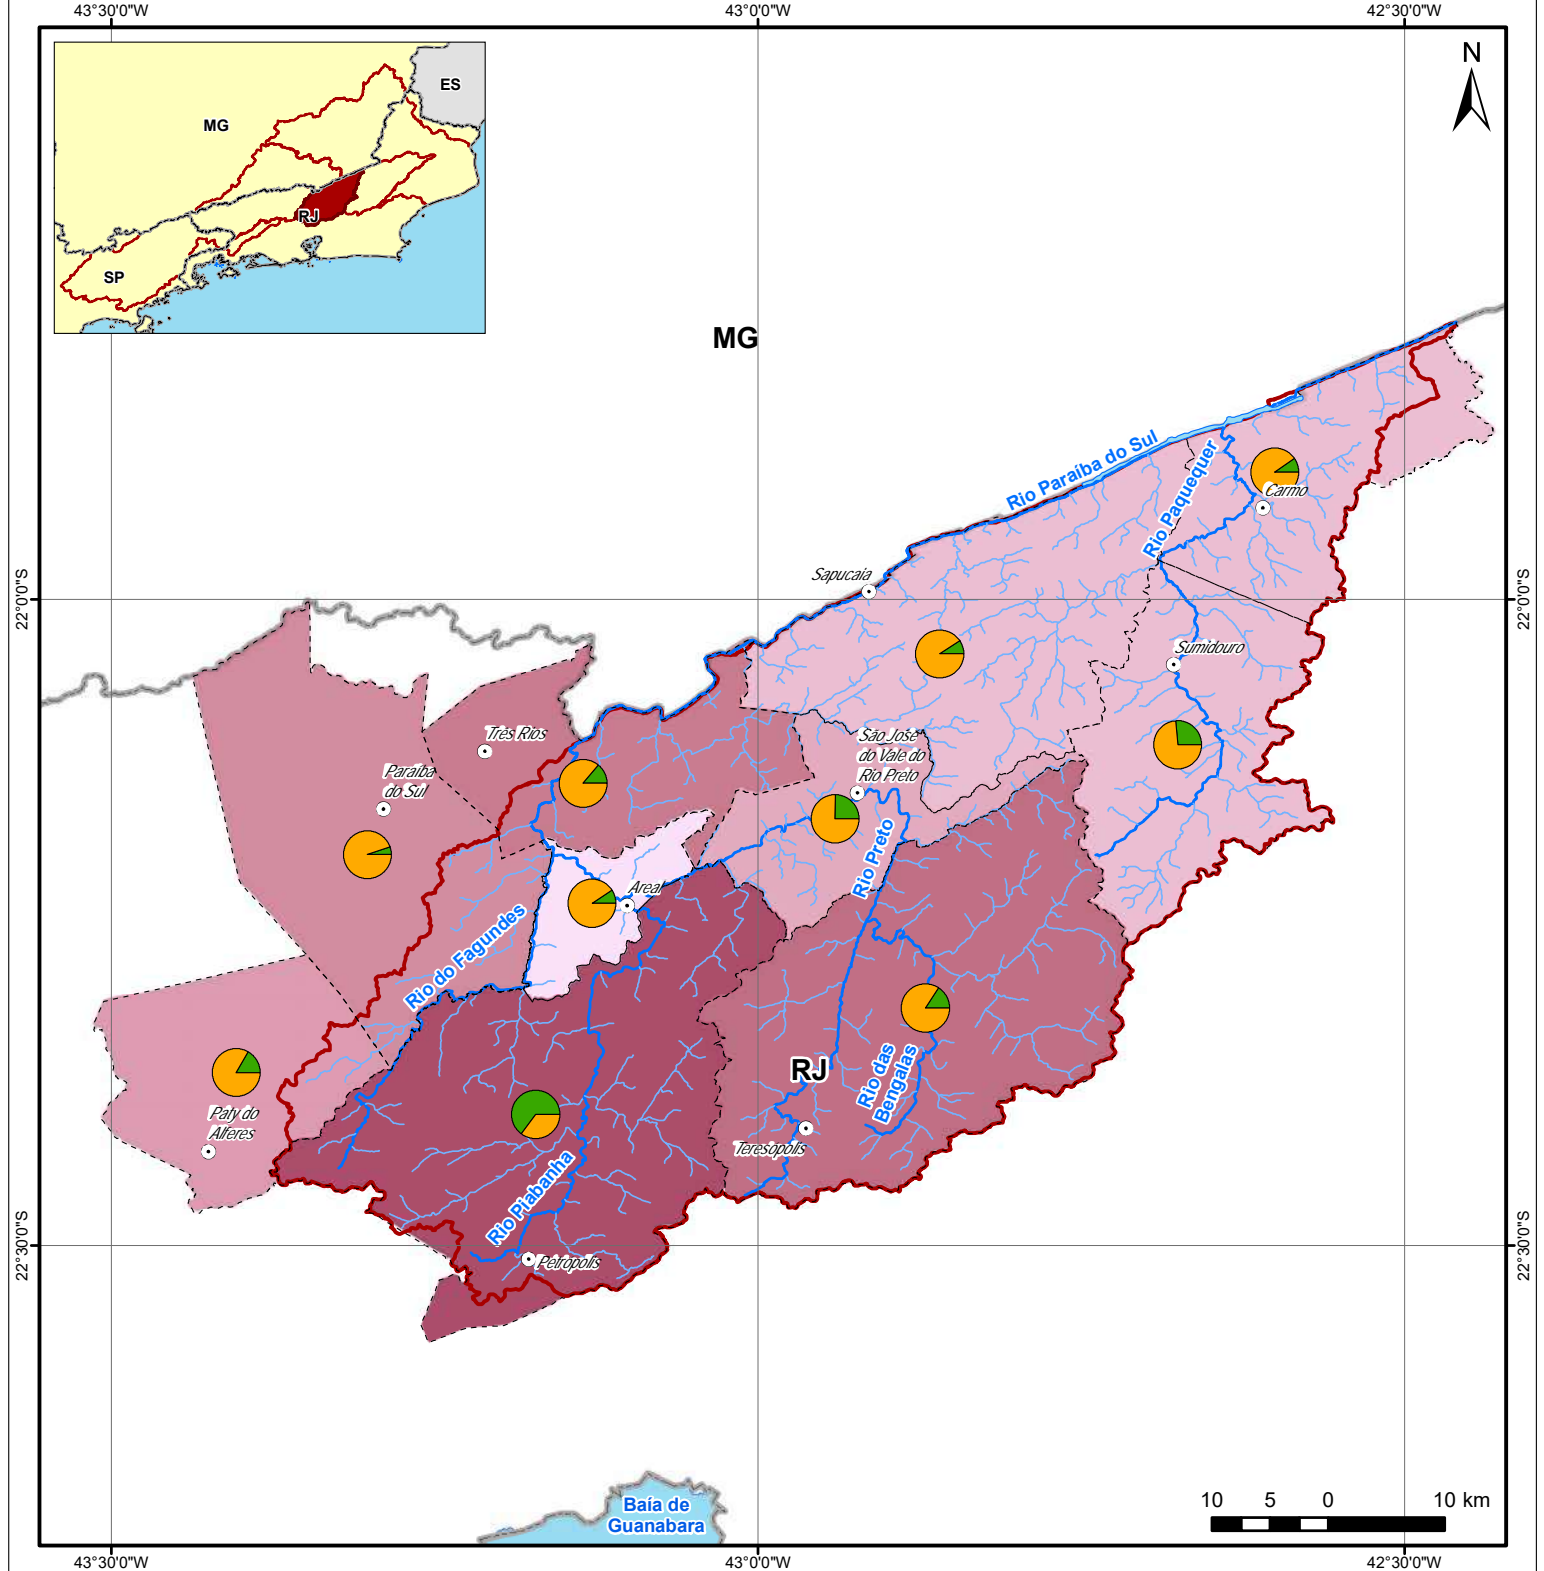 43°30'0"W
43°0'0"W
42°30'0"W
N
ES
MG
RJ
SP
MG
Rio Paraíba do Sul
Rio Paquequer
Carmo
Sapucaia
22°0'0"S
22°0'0"S
Sumidouro
Três Rios
São José
do Vale do
Rio Preto
Paraíba
do Sul
Rio Preto
Areal
Rio do Fagundes
RJ
Rio das
Bengalas
Paty do
Alferes
Teresópolis
Rio Piabanha
22°30'0"S
22°30'0"S
Petrópolis
Baía de
Guanabara
10 5 0 10 km
43°30'0"W
43°0'0"W
42°30'0"W